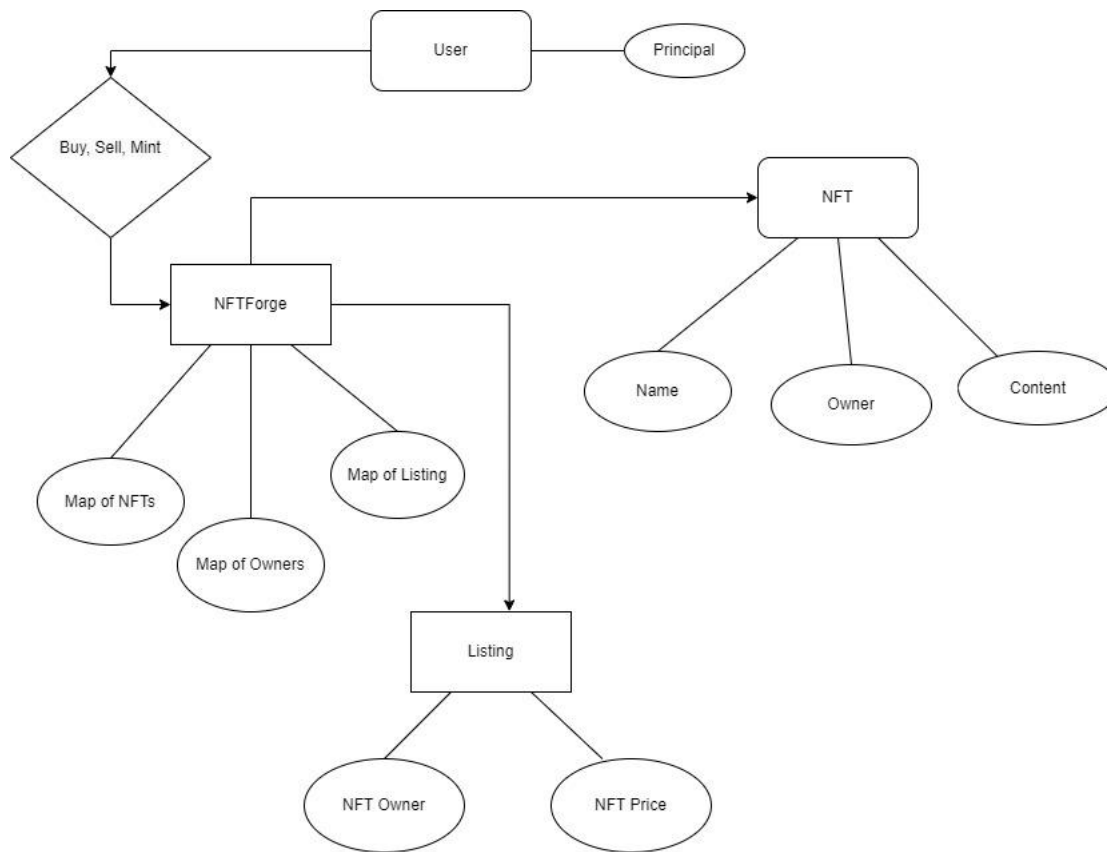 User
Principal
Buy, Sell, Mint
NFT
NFTForge
Name
Owner
Content
Map of NFTs
Map of Owners
Map of Listing
Listing
NFT Owner
NFT Price